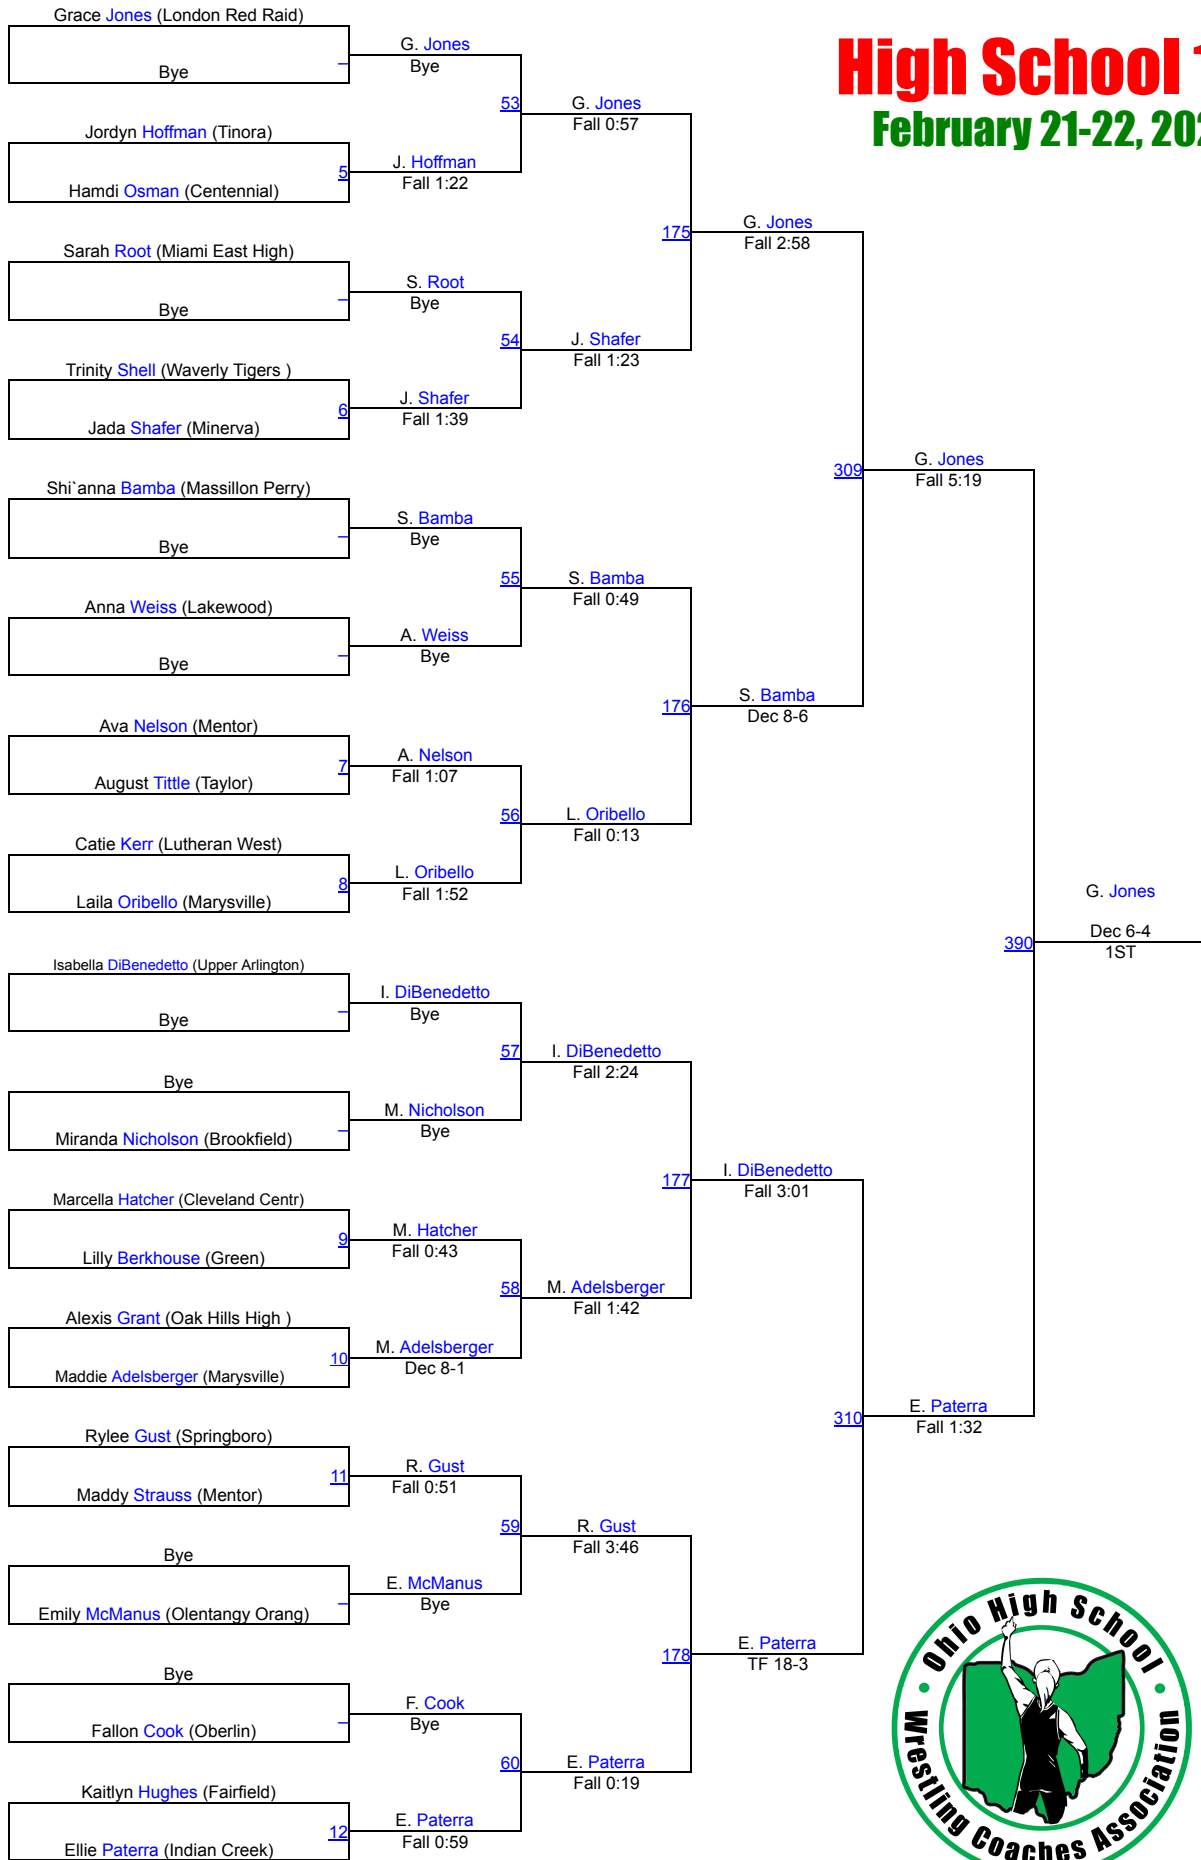 Grace Jones (London Red Raid)
Bye
G. Jones
Bye
Jordyn Hoffman (Tinora)
5
Hamdi Osman (Centennial)
J. Hoffman
Fall 1:22
53
G. Jones
Fall 0:57
Sarah Root (Miami East High)
Bye
S. Root
Bye
Trinity Shell (Waverly Tigers )
6
Jada Shafer (Minerva)
J. Shafer
Fall 1:39
54
J. Shafer
Fall 1:23
175
G. Jones
Fall 2:58
Shi`anna Bamba (Massillon Perry)
Bye
S. Bamba
Bye
Anna Weiss (Lakewood)
Bye
A. Weiss
Bye
55
S. Bamba
Fall 0:49
Ava Nelson (Mentor)
7
August Tittle (Taylor)
A. Nelson
Fall 1:07
Catie Kerr (Lutheran West)
8
Laila Oribello (Marysville)
L. Oribello
Fall 1:52
56
L. Oribello
Fall 0:13
176
S. Bamba
Dec 8-6
309
G. Jones
Fall 5:19
Isabella DiBenedetto (Upper Arlington)
Bye
I. DiBenedetto
Bye
Bye
Miranda Nicholson (Brookfield)
M. Nicholson
Bye
57
I. DiBenedetto
Fall 2:24
Marcella Hatcher (Cleveland Centr)
9
Lilly Berkhouse (Green)
M. Hatcher
Fall 0:43
Alexis Grant (Oak Hills High )
10
Maddie Adelsberger (Marysville)
M. Adelsberger
Dec 8-1
58
M. Adelsberger
Fall 1:42
177
I. DiBenedetto
Fall 3:01
Rylee Gust (Springboro)
11
Maddy Strauss (Mentor)
R. Gust
Fall 0:51
Bye
Emily McManus (Olentangy Orang)
E. McManus
Bye
59
R. Gust
Fall 3:46
Bye
Fallon Cook (Oberlin)
F. Cook
Bye
Kaitlyn Hughes (Fairfield)
12
Ellie Paterra (Indian Creek)
E. Paterra
Fall 0:59
60
E. Paterra
Fall 0:19
178
E. Paterra
TF 18-3
310
E. Paterra
Fall 1:32
390
G. Jones
Dec 6-4
1ST
High School
February 21-22,
Ohio High School
Wrestling Coaches Association